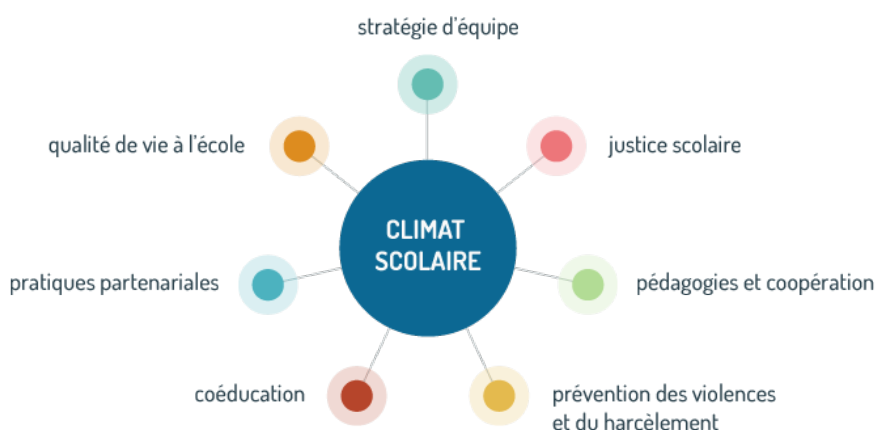 stratégie d'équipe
qualité de vie à l'école
justice scolaire
CLIMAT
SCOLAIRE
pratiques partenariales
pédagogies et coopération
coéducation
prévention des violences
et du harcèlement